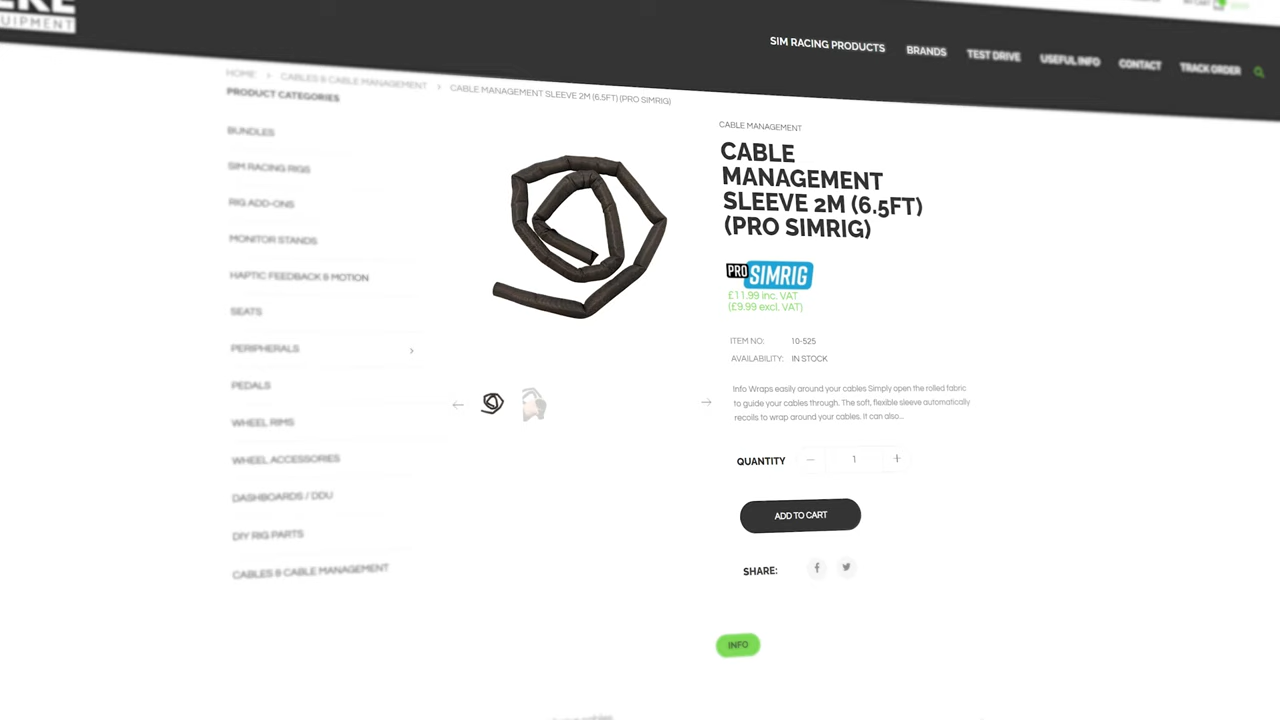 UIPMENT
MY CART
SIM RACING PRODUCTS
BRANDS
TEST DRIVE
USEFUL INFO
CONTACT
TRACK ORDER
HOME > CABLES & CABLE MANAGEMENT > CABLE MANAGEMENT SLEEVE 2M (6.5FT) (PRO SIMRIG)
PRODUCT CATEGORIES
BUNDLES
SIM RACING RIGS
RIG ADD-ONS
MONITOR STANDS
HAPTIC FEEDBACK & MOTION
SEATS
PERIPHERALS
PEDALS
WHEEL RIMS
WHEEL ACCESSORIES
DASHBOARDS / DDU
DIY RIG PARTS
CABLES & CABLE MANAGEMENT
CABLE MANAGEMENT
CABLE
MANAGEMENT
SLEEVE 2M (6.5FT)
(PRO SIMRIG)
PRO SIMRIG
£11.99 inc. VAT
(£9.99 excl. VAT)
ITEM NO: 10-525
AVAILABILITY: IN STOCK
Info Wraps easily around your cables Simply open the rolled fabric
to guide your cables through. The soft, flexible sleeve automatically
recoils to wrap around your cables. It can also...
QUANTITY − 1 +
ADD TO CART
SHARE:
INFO